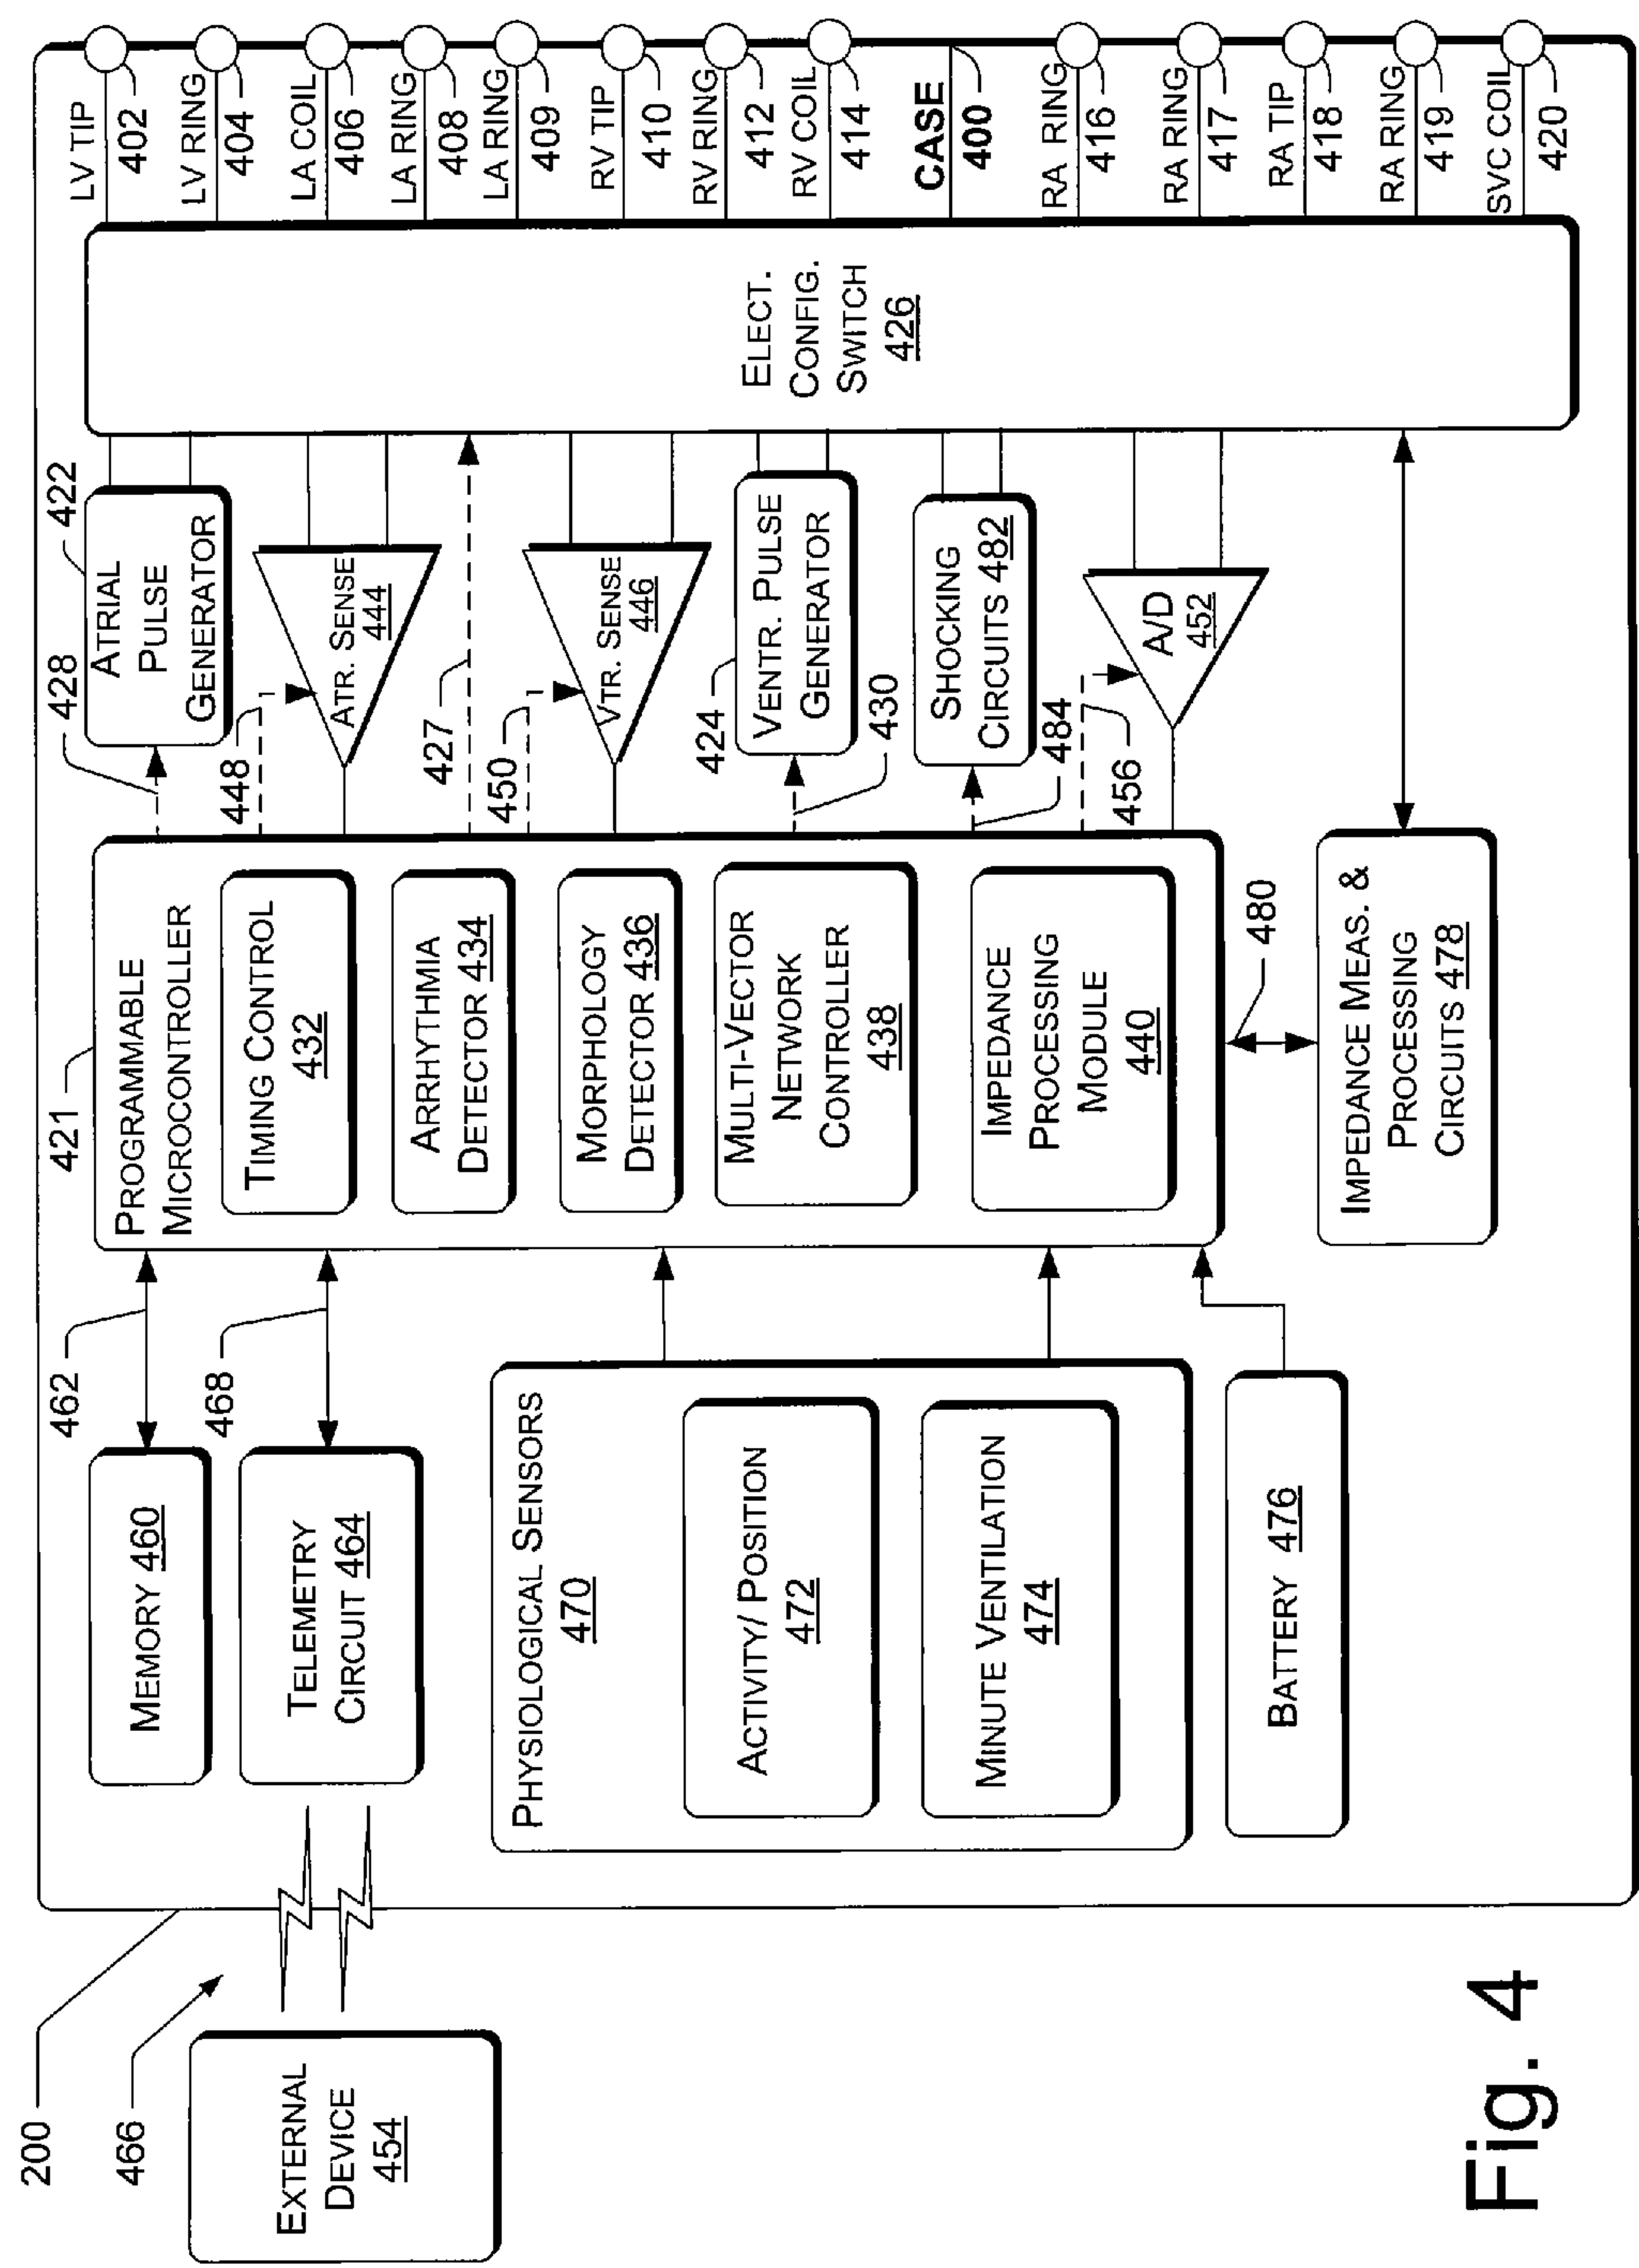 200
466
EXTERNAL
DEVICE
454
462
468
MEMORY 460
TELEMETRY
CIRCUIT 464
PHYSIOLOGICAL SENSORS
470
ACTIVITY/ POSITION
472
MINUTE VENTILATION
474
BATTERY 476
421
PROGRAMMABLE
MICROCONTROLLER
TIMING CONTROL
432
ARRHYTHMIA
DETECTOR 434
MORPHOLOGY
DETECTOR 436
MULTI-VECTOR
NETWORK
CONTROLLER
438
IMPEDANCE
PROCESSING
MODULE
440
480
IMPEDANCE MEAS. &
PROCESSING
CIRCUITS 478
428
422
ATRIAL
PULSE
GENERATOR
448
ATR. SENSE
444
427
450
VTR. SENSE
446
424
VENTR. PULSE
GENERATOR
430
SHOCKING
CIRCUITS 482
484
456
A/D
452
ELECT.
CONFIG.
SWITCH
426
LV TIP
402
LV RING
404
LA COIL
406
LA RING
408
LA RING
409
RV TIP
410
RV RING
412
RV COIL
414
CASE
400
RA RING
416
RA RING
417
RA TIP
418
RA RING
419
SVC COIL
420
Fig. 4